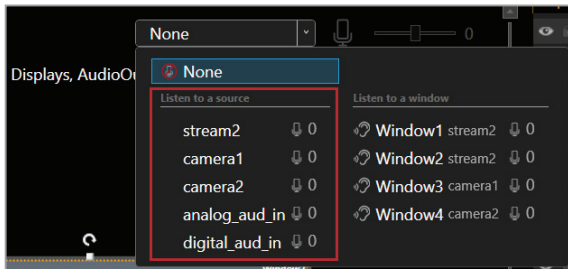 None
0
Displays, AudioOu
None
Listen to a source
stream2 0
camera1 0
camera2 0
analog_aud_in 0
digital_aud_in 0
Listen to a window
Window1 stream2 0
Window2 stream2 0
Window3 camera1 0
Window4 camera2 0